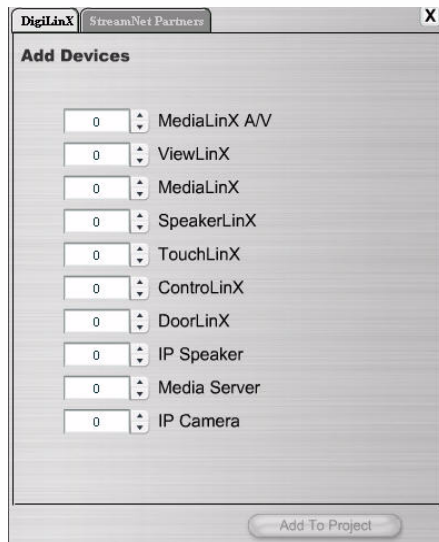 DigiLinX StreamNet Partners X
Add Devices
0 MediaLinX A/V
0 ViewLinX
0 MediaLinX
0 SpeakerLinX
0 TouchLinX
0 ControLinX
0 DoorLinX
0 IP Speaker
0 Media Server
0 IP Camera
Add To Project